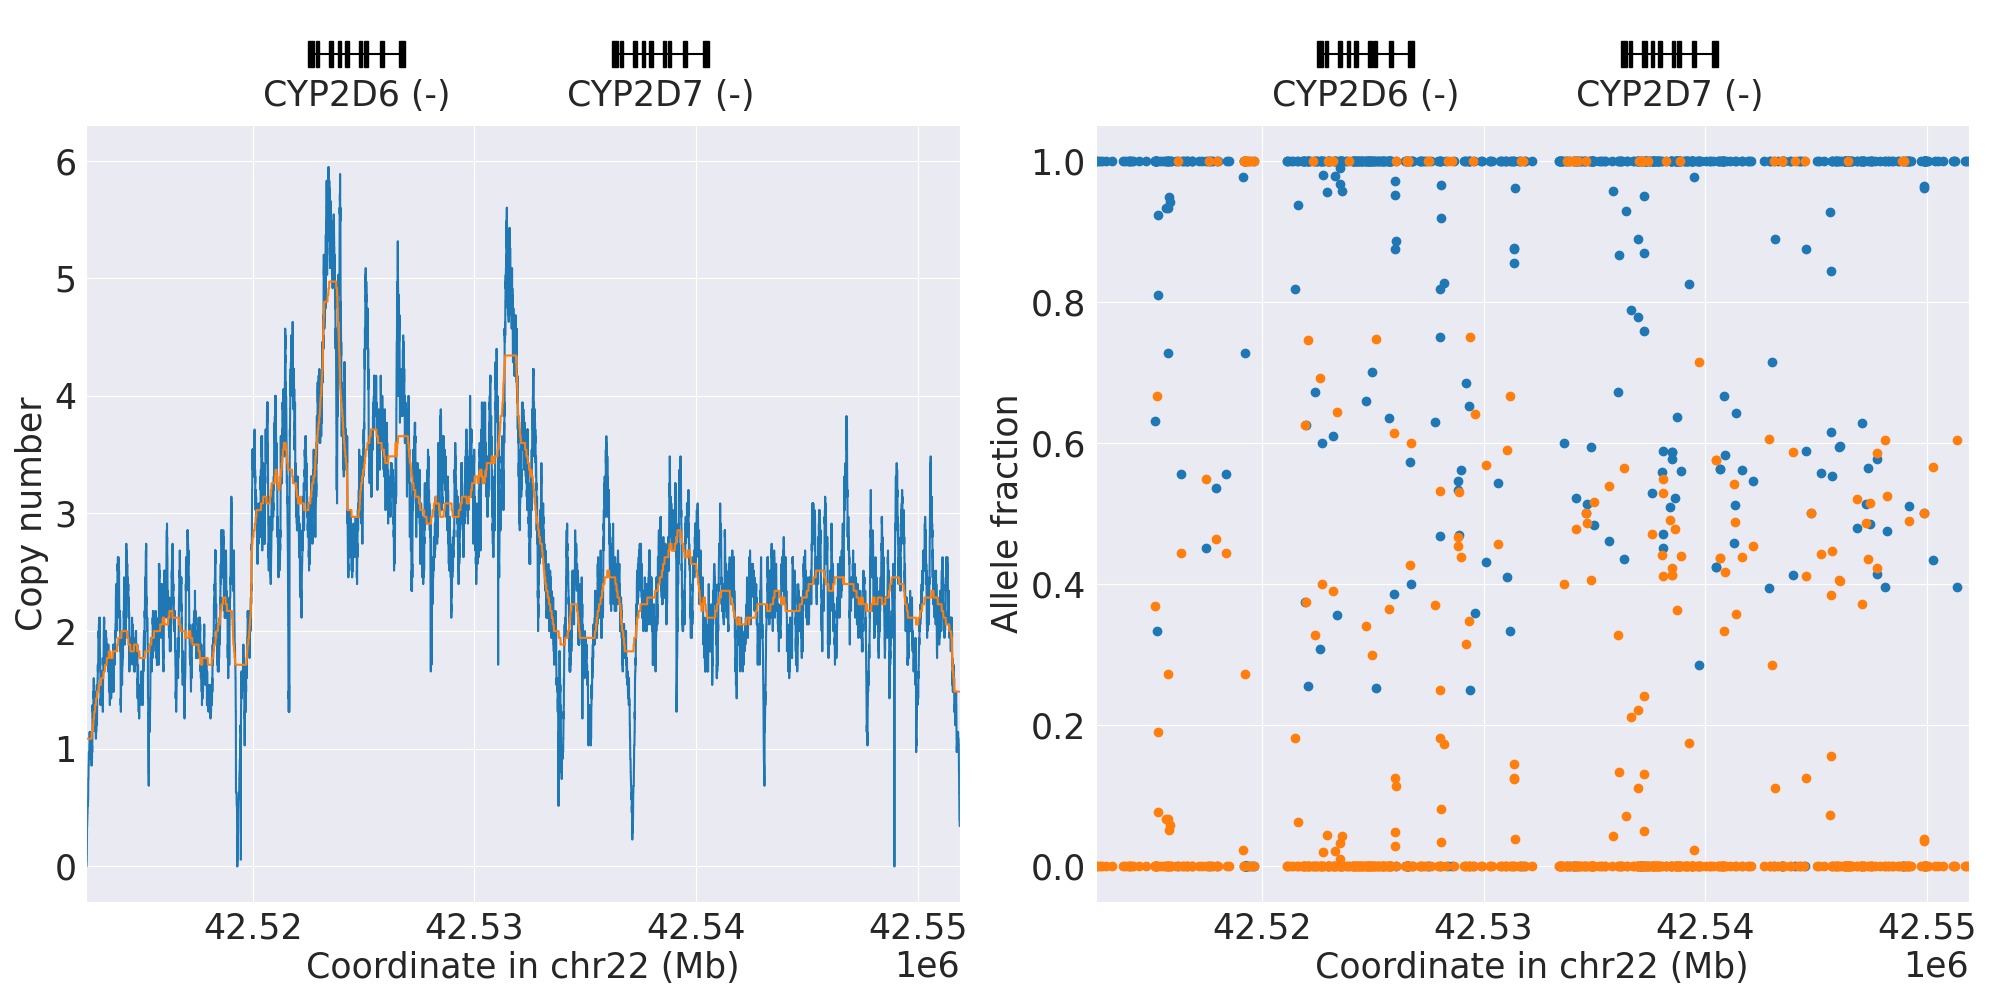 CYP2D6 (-) CYP2D7 (-)
6
5
4
3
2
1
0
Copy number
42.52 42.53 42.54 42.55
Coordinate in chr22 (Mb)
1e6
CYP2D6 (-) CYP2D7 (-)
1.0
0.8
0.6
0.4
0.2
0.0
Allele fraction
42.52 42.53 42.54 42.55
Coordinate in chr22 (Mb)
1e6